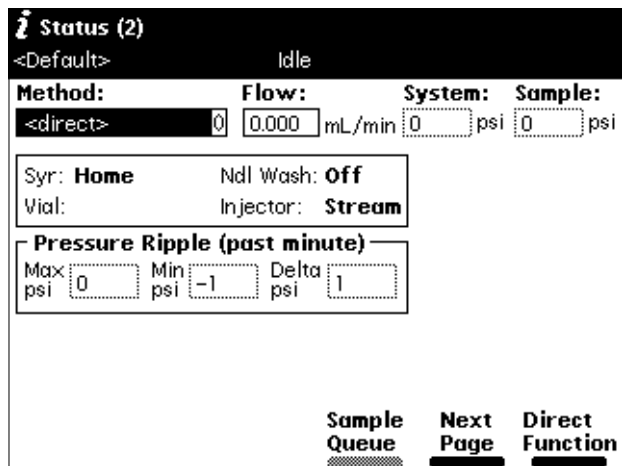 i Status (2)
<Default> Idle
Method: Flow: System: Sample:
<direct> 0 0.000 mL/min 0 psi 0 psi
Syr: Home Ndl Wash: Off
Vial: Injector: Stream
Pressure Ripple (past minute)
Max psi 0 Min psi -1 Delta psi 1
Sample Queue Next Page Direct Function